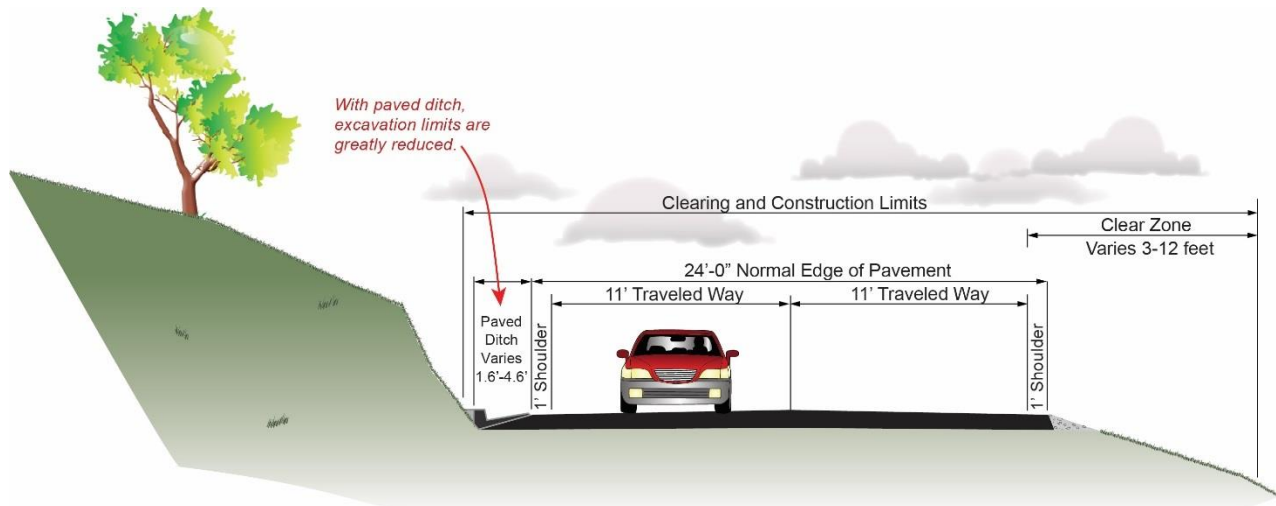 With paved ditch,
excavation limits are
greatly reduced.
Clearing and Construction Limits
Clear Zone
Varies 3-12 feet
24’-0” Normal Edge of Pavement
11’ Traveled Way
11’ Traveled Way
Paved
Ditch
Varies
1.6’-4.6’
1’ Shoulder
1’ Shoulder